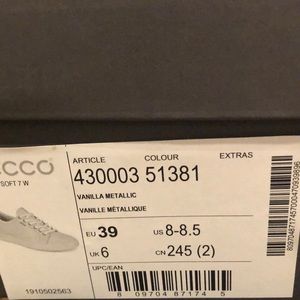 ECCO
SOFT 7 W
ARTICLE COLOUR EXTRAS
430003 51381
VANILLA METALLIC
VANILLE MÉTALLIQUE
EU 39 US 8-8.5
UK 6 CN 245 (2)
UPC/EAN
8 09704 87174 5
1910502563